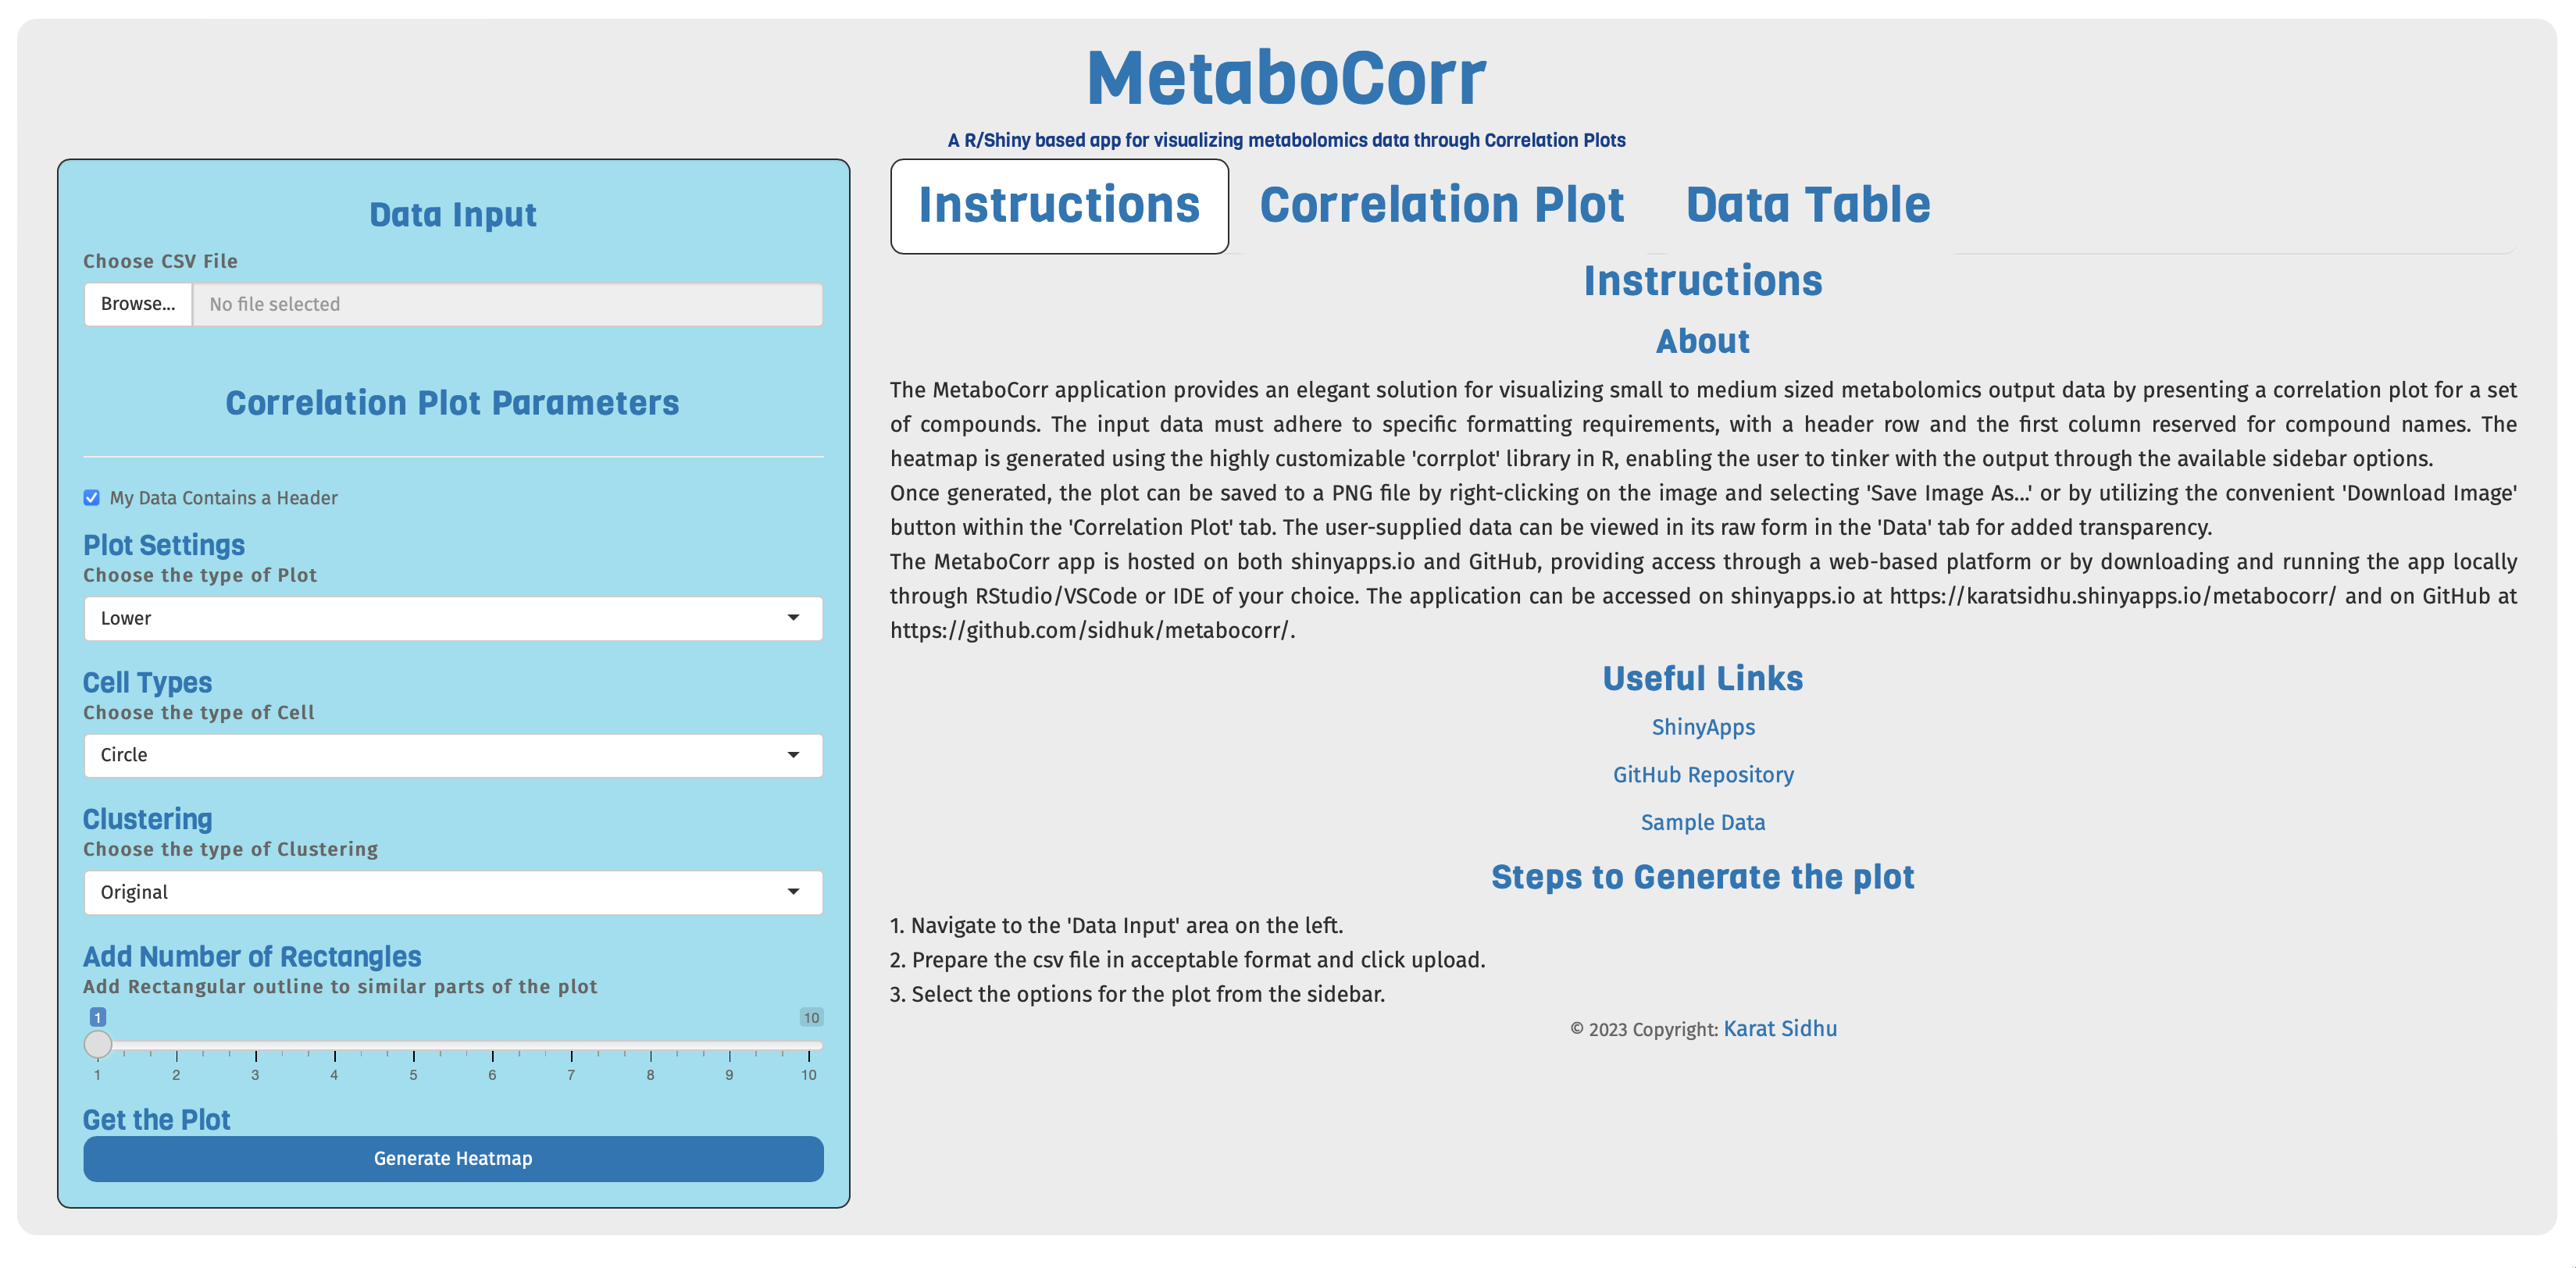 MetaboCorr
A R/Shiny based app for visualizing metabolomics data through Correlation Plots
Data Input
Choose CSV File
Browse... No file selected
Correlation Plot Parameters
My Data Contains a Header
Plot Settings
Choose the type of Plot
Lower
Cell Types
Choose the type of Cell
Circle
Clustering
Choose the type of Clustering
Original
Add Number of Rectangles
Add Rectangular outline to similar parts of the plot
1 10
1 2 3 4 5 6 7 8 9 10
Get the Plot
Generate Heatmap
Instructions Correlation Plot Data Table
Instructions
About
The MetaboCorr application provides an elegant solution for visualizing small to medium sized metabolomics output data by presenting a correlation plot for a set
of compounds. The input data must adhere to specific formatting requirements, with a header row and the first column reserved for compound names. The
heatmap is generated using the highly customizable 'corrplot' library in R, enabling the user to tinker with the output through the available sidebar options.
Once generated, the plot can be saved to a PNG file by right-clicking on the image and selecting 'Save Image As...' or by utilizing the convenient 'Download Image'
button within the 'Correlation Plot' tab. The user-supplied data can be viewed in its raw form in the 'Data' tab for added transparency.
The MetaboCorr app is hosted on both shinyapps.io and GitHub, providing access through a web-based platform or by downloading and running the app locally
through RStudio/VSCode or IDE of your choice. The application can be accessed on shinyapps.io at https://karatsidhu.shinyapps.io/metabocorr/ and on GitHub at
https://github.com/sidhuk/metabocorr/.
Useful Links
ShinyApps
GitHub Repository
Sample Data
Steps to Generate the plot
1. Navigate to the 'Data Input' area on the left.
2. Prepare the csv file in acceptable format and click upload.
3. Select the options for the plot from the sidebar.
© 2023 Copyright: Karat Sidhu